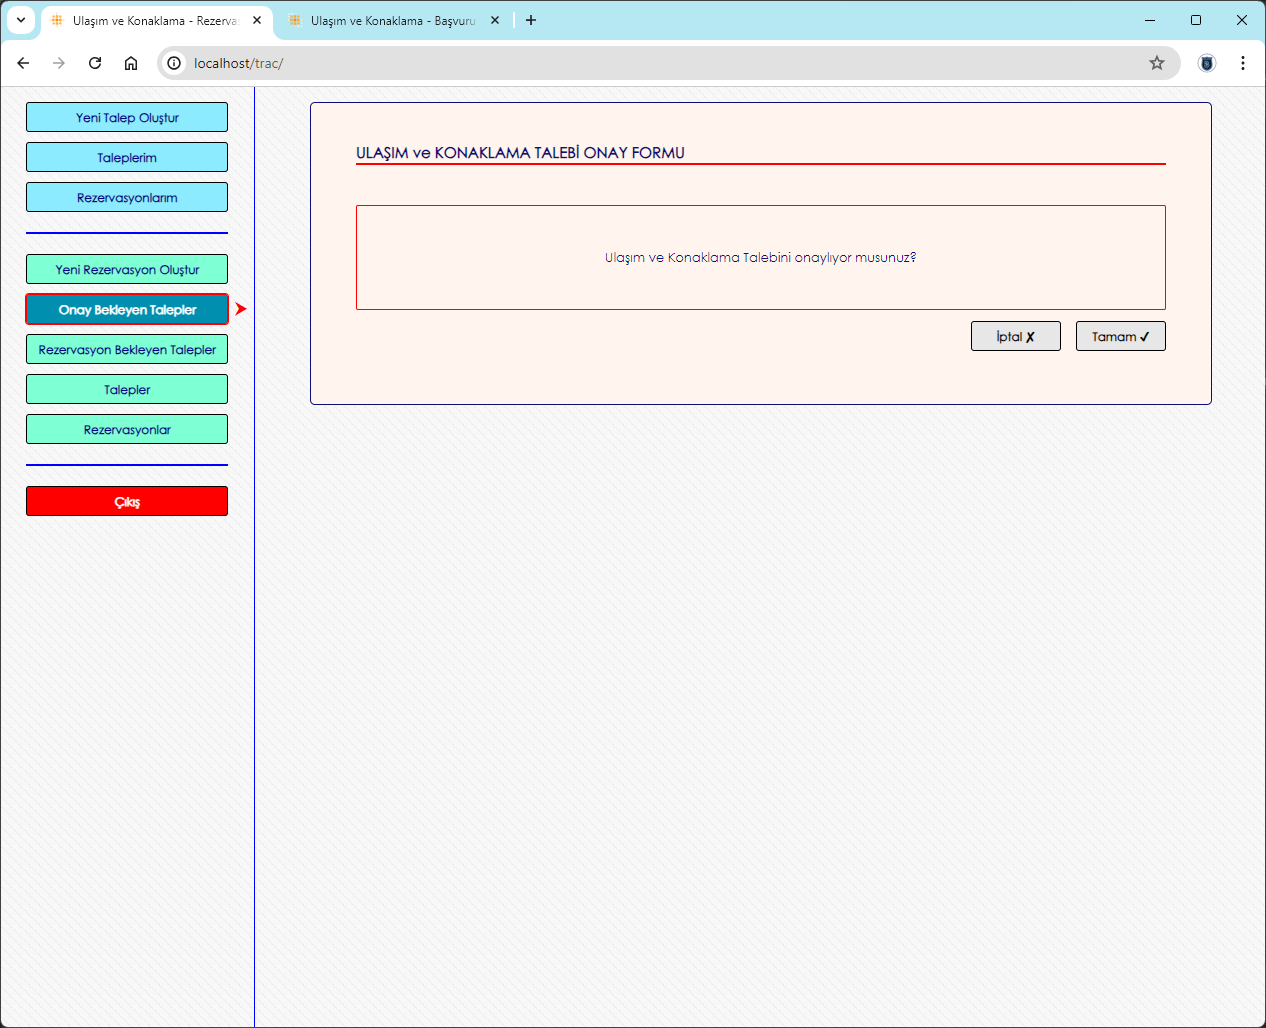 Ulaşım ve Konaklama - Rezerva
Ulaşım ve Konaklama - Başvuru
localhost/trac/
Yeni Talep Oluştur
Taleplerim
Rezervasyonlarım
Yeni Rezervasyon Oluştur
Onay Bekleyen Talepler
Rezervasyon Bekleyen Talepler
Talepler
Rezervasyonlar
Çıkış
ULAŞIM ve KONAKLAMA TALEBİ ONAY FORMU
Ulaşım ve Konaklama Talebini onaylıyor musunuz?
İptal ✗
Tamam ✓